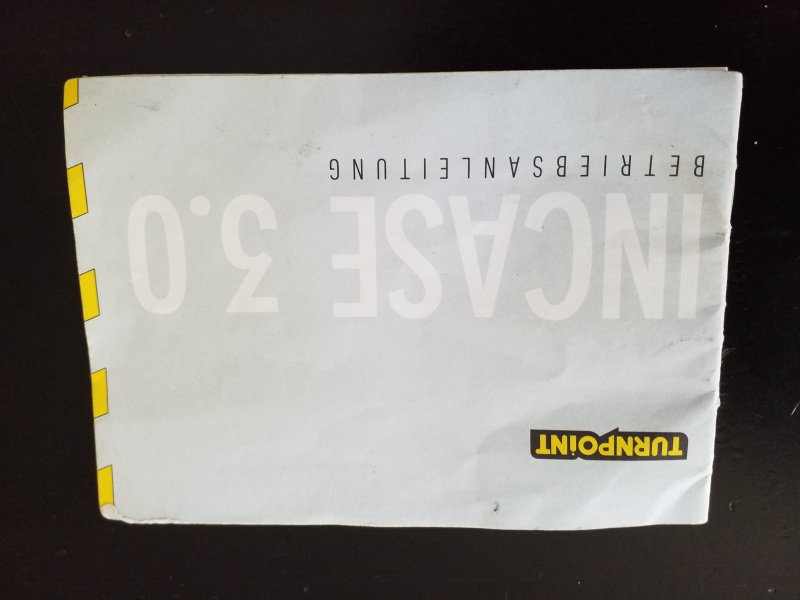 TURNPOiNT
INCASE 3.0
BETRIEBSANLEITUNG